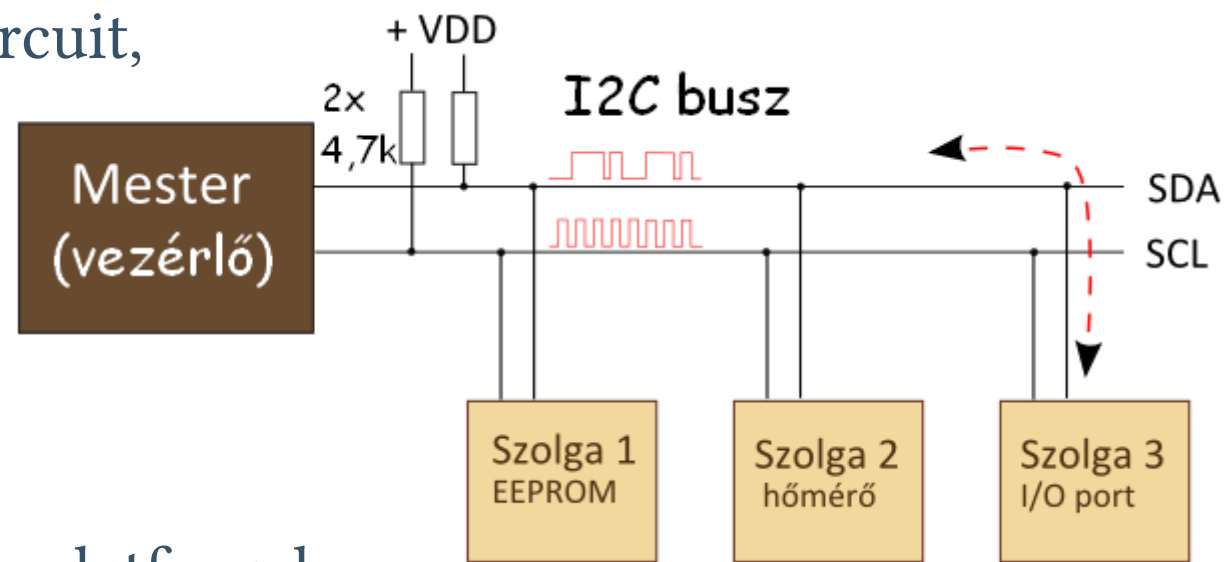 rcuit,
+ VDD
2x
4,7k
I2C busz
Mester
(vezérlő)
SDA
SCL
Szolga 1
EEPROM
Szolga 2
hőmérő
Szolga 3
I/O port